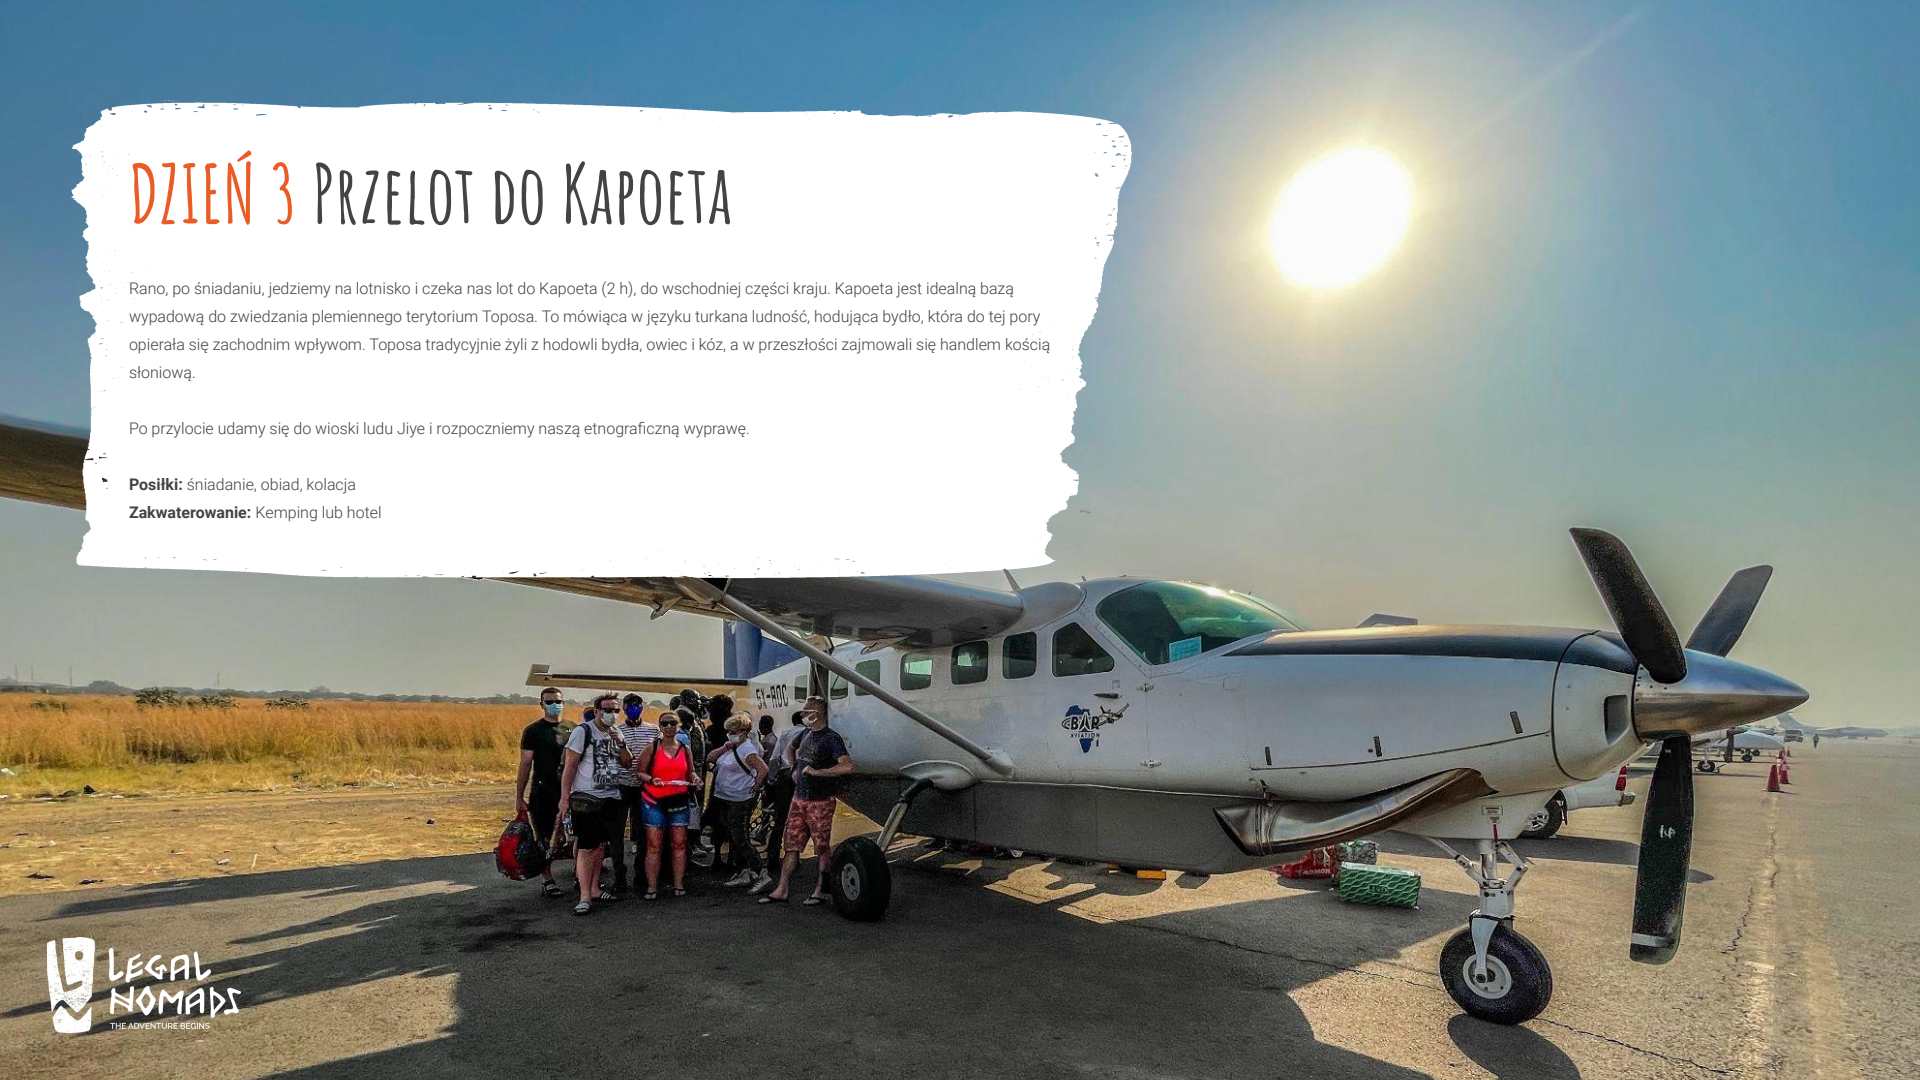 DZIEŃ 3 PRZELOT DO KAPOETA
Rano, po śniadaniu, jedziemy na lotnisko i czeka nas lot do Kapoeta (2 h), do wschodniej części kraju. Kapoeta jest idealną bazą
wypadową do zwiedzania plemiennego terytorium Toposa. To mówiąca w języku turkana ludność, hodująca bydło, która do tej pory
opierała się zachodnim wpływom. Toposa tradycyjnie żyli z hodowli bydła, owiec i kóz, a w przeszłości zajmowali się handlem kością
słoniową.
Po przylocie udamy się do wioski ludu Jiye i rozpoczniemy naszą etnograficzną wyprawę.
Posiłki: śniadanie, obiad, kolacja
Zakwaterowanie: Kemping lub hotel
BAR
AVIATION
LEGAL
NOMADS
THE ADVENTURE BEGINS